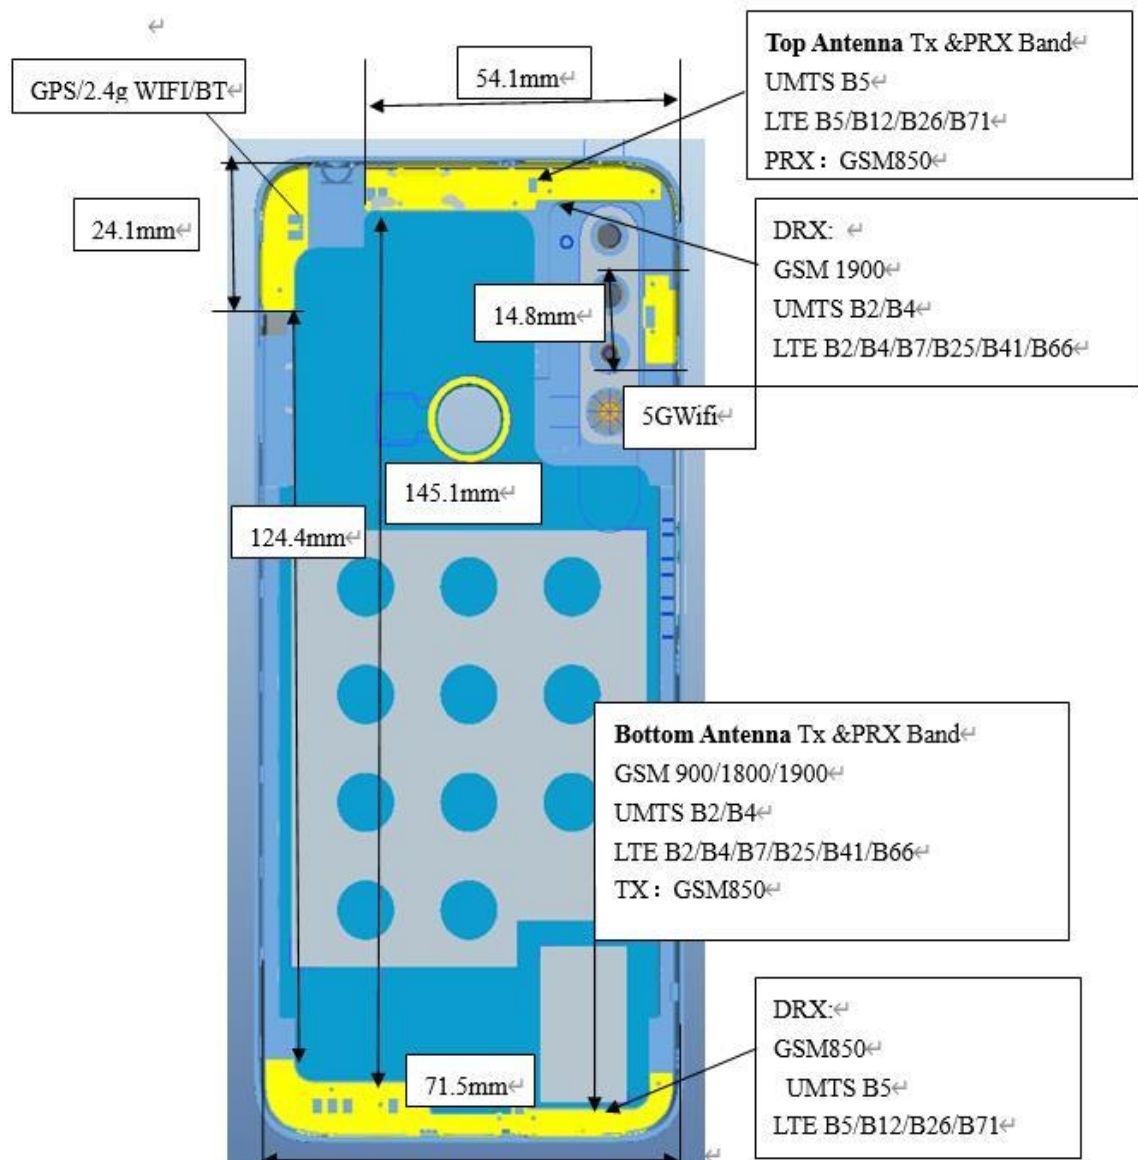 GPS/2.4g WIFI/BT
54.1mm
Top Antenna Tx &PRX Band
UMTS B5
LTE B5/B12/B26/B71
PRX： GSM850
24.1mm
DRX:
GSM 1900
UMTS B2/B4
LTE B2/B4/B7/B25/B41/B66
14.8mm
5GWifi
145.1mm
124.4mm
Bottom Antenna Tx &PRX Band
GSM 900/1800/1900
UMTS B2/B4
LTE B2/B4/B7/B25/B41/B66
TX： GSM850
DRX:
GSM850
UMTS B5
LTE B5/B12/B26/B71
71.5mm